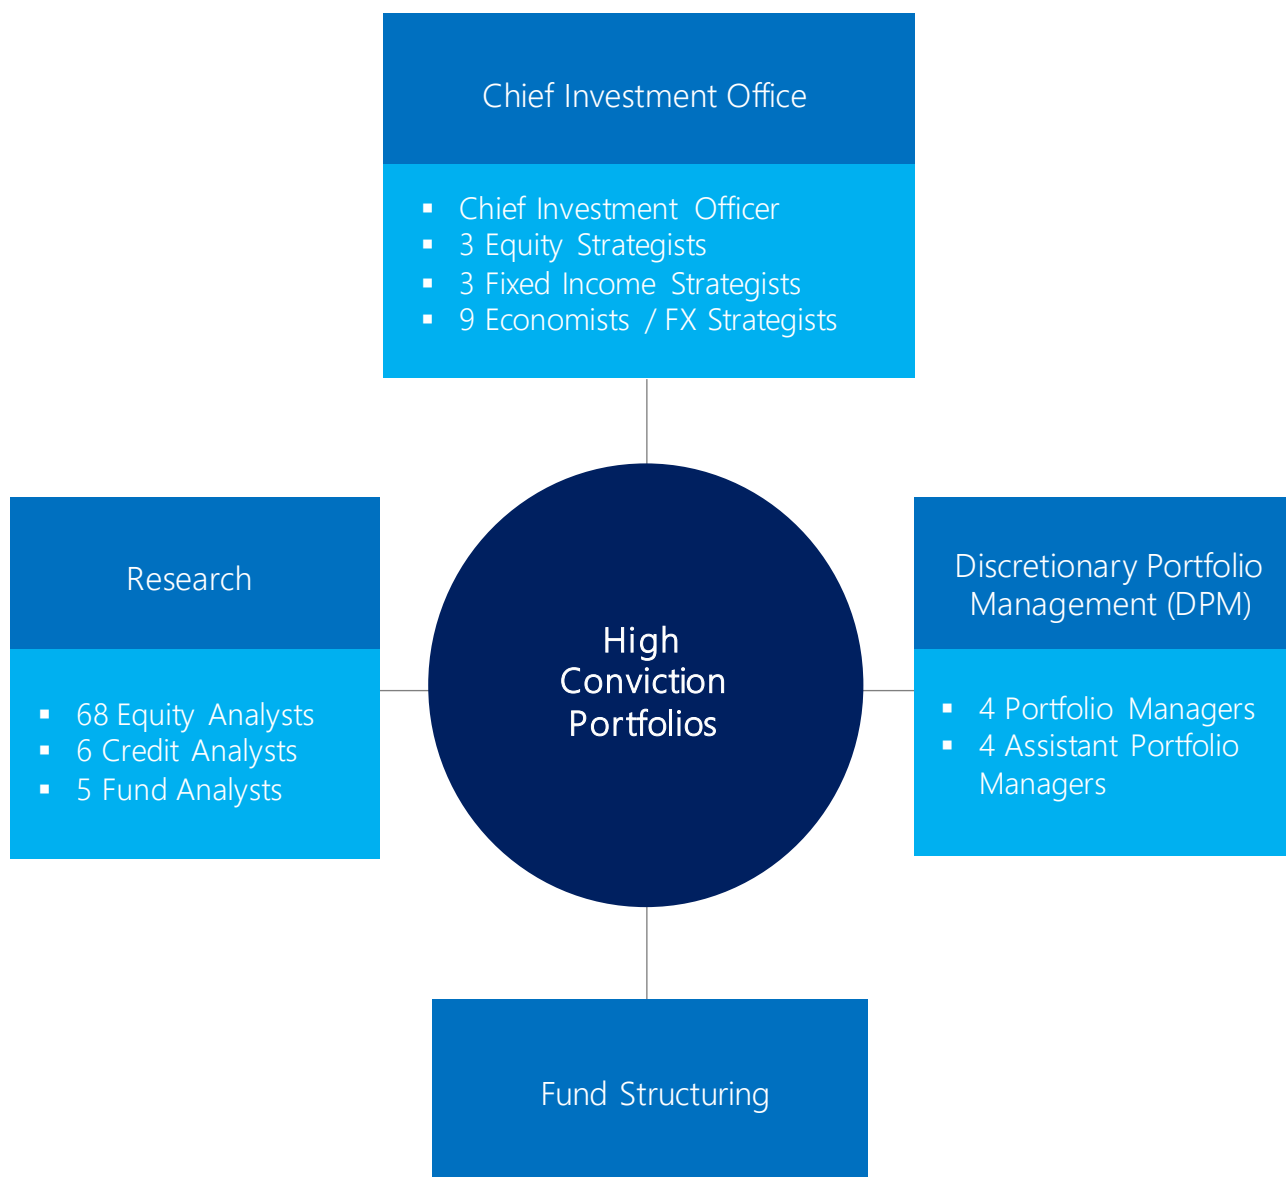 Chief Investment Office
▪ Chief Investment Officer
▪ 3 Equity Strategists
▪ 3 Fixed Income Strategists
▪ 9 Economists / FX Strategists
Research
▪ 68 Equity Analysts
▪ 6 Credit Analysts
▪ 5 Fund Analysts
High
Conviction
Portfolios
Discretionary Portfolio
Management (DPM)
▪ 4 Portfolio Managers
▪ 4 Assistant Portfolio
Managers
Fund Structuring